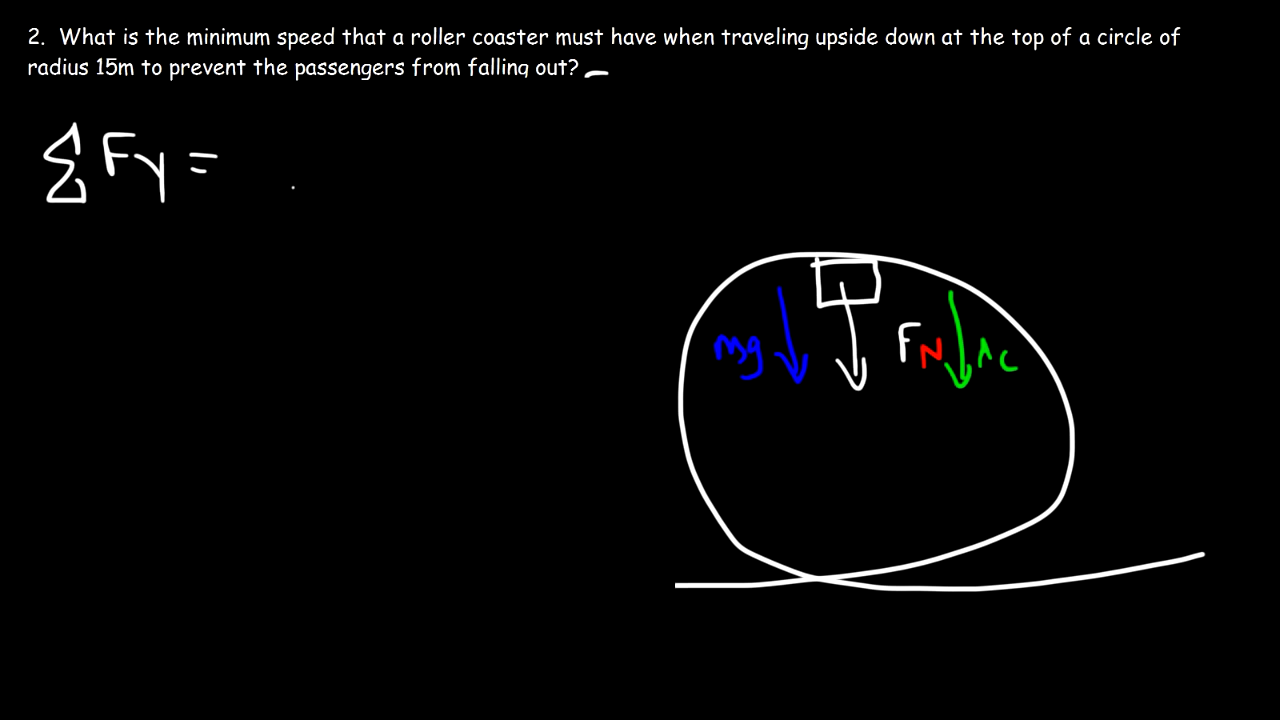 2. What is the minimum speed that a roller coaster must have when traveling upside down at the top of a circle of
radius 15m to prevent the passengers from falling out?
ΣFy =
mg
FN
ac